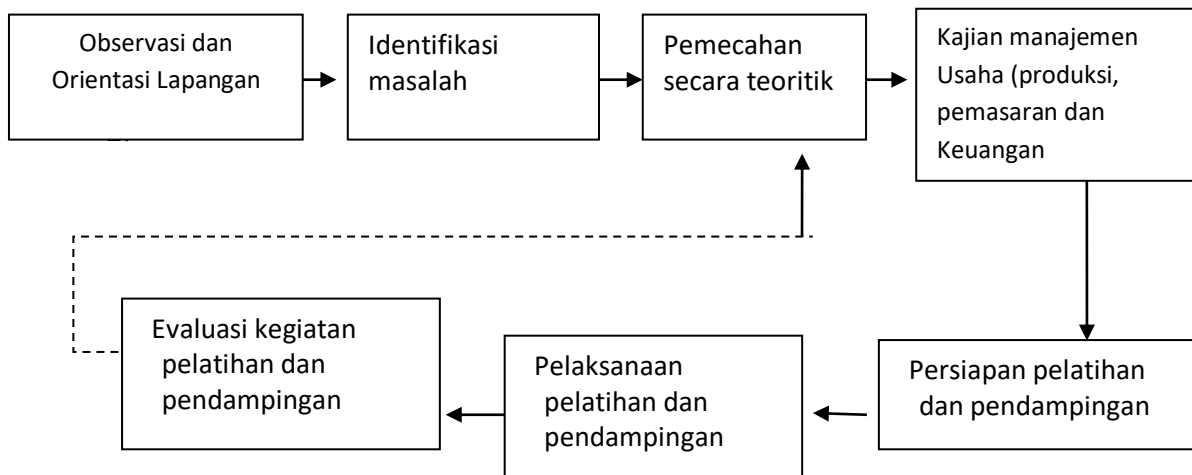 Observasi dan
Orientasi Lapangan
Identifikasi
masalah
Pemecahan
secara teoritik
Kajian manajemen
Usaha (produksi,
pemasaran dan
Keuangan
Persiapan pelatihan
dan pendampingan
Pelaksanaan
pelatihan dan
pendampingan
Evaluasi kegiatan
pelatihan dan
pendampingan